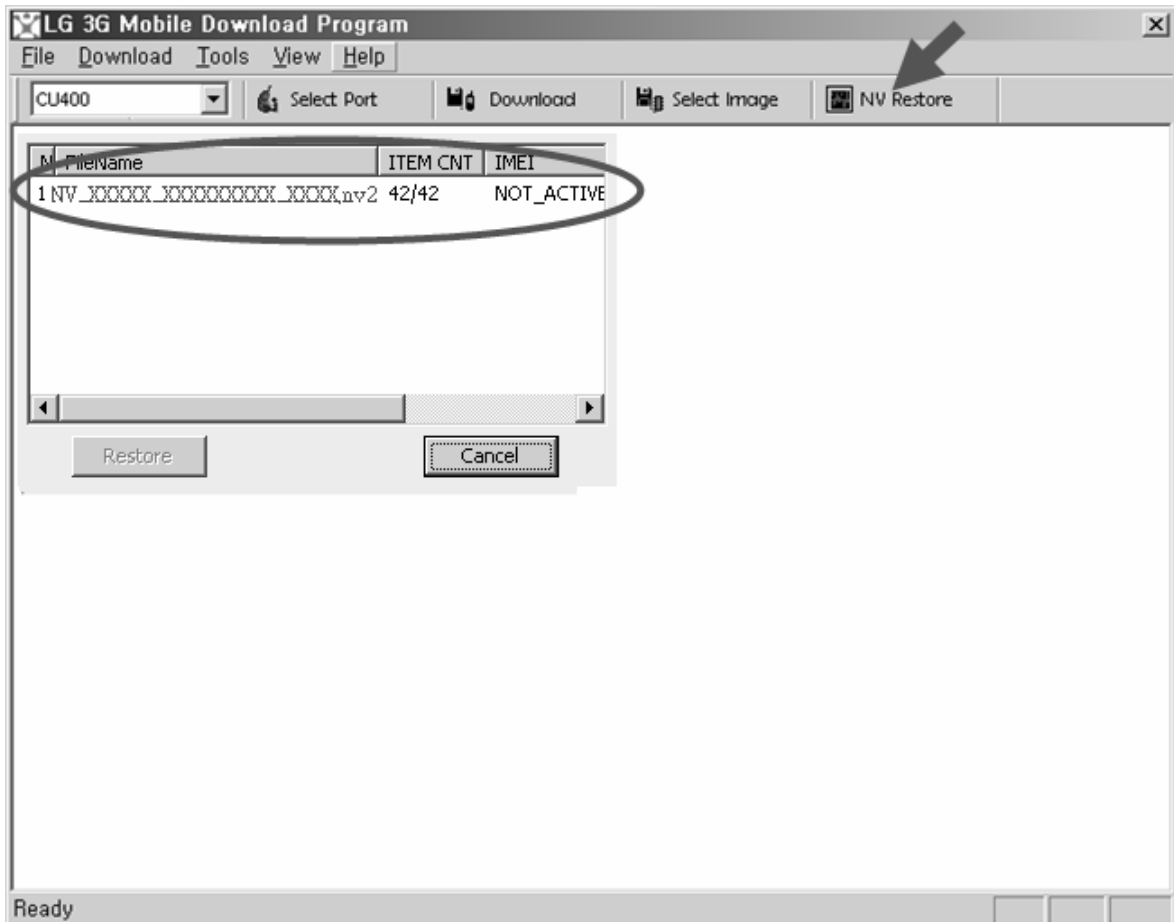 LG 3G Mobile Download Program
File Download Tools View Help
CU400 Select Port Download Select Image NV Restore
N FileName ITEM CNT IMEI
1 NV_XXXXX_XXXXXXXXXX_XXXX.nv2 42/42 NOT_ACTIVE
Restore Cancel
Ready